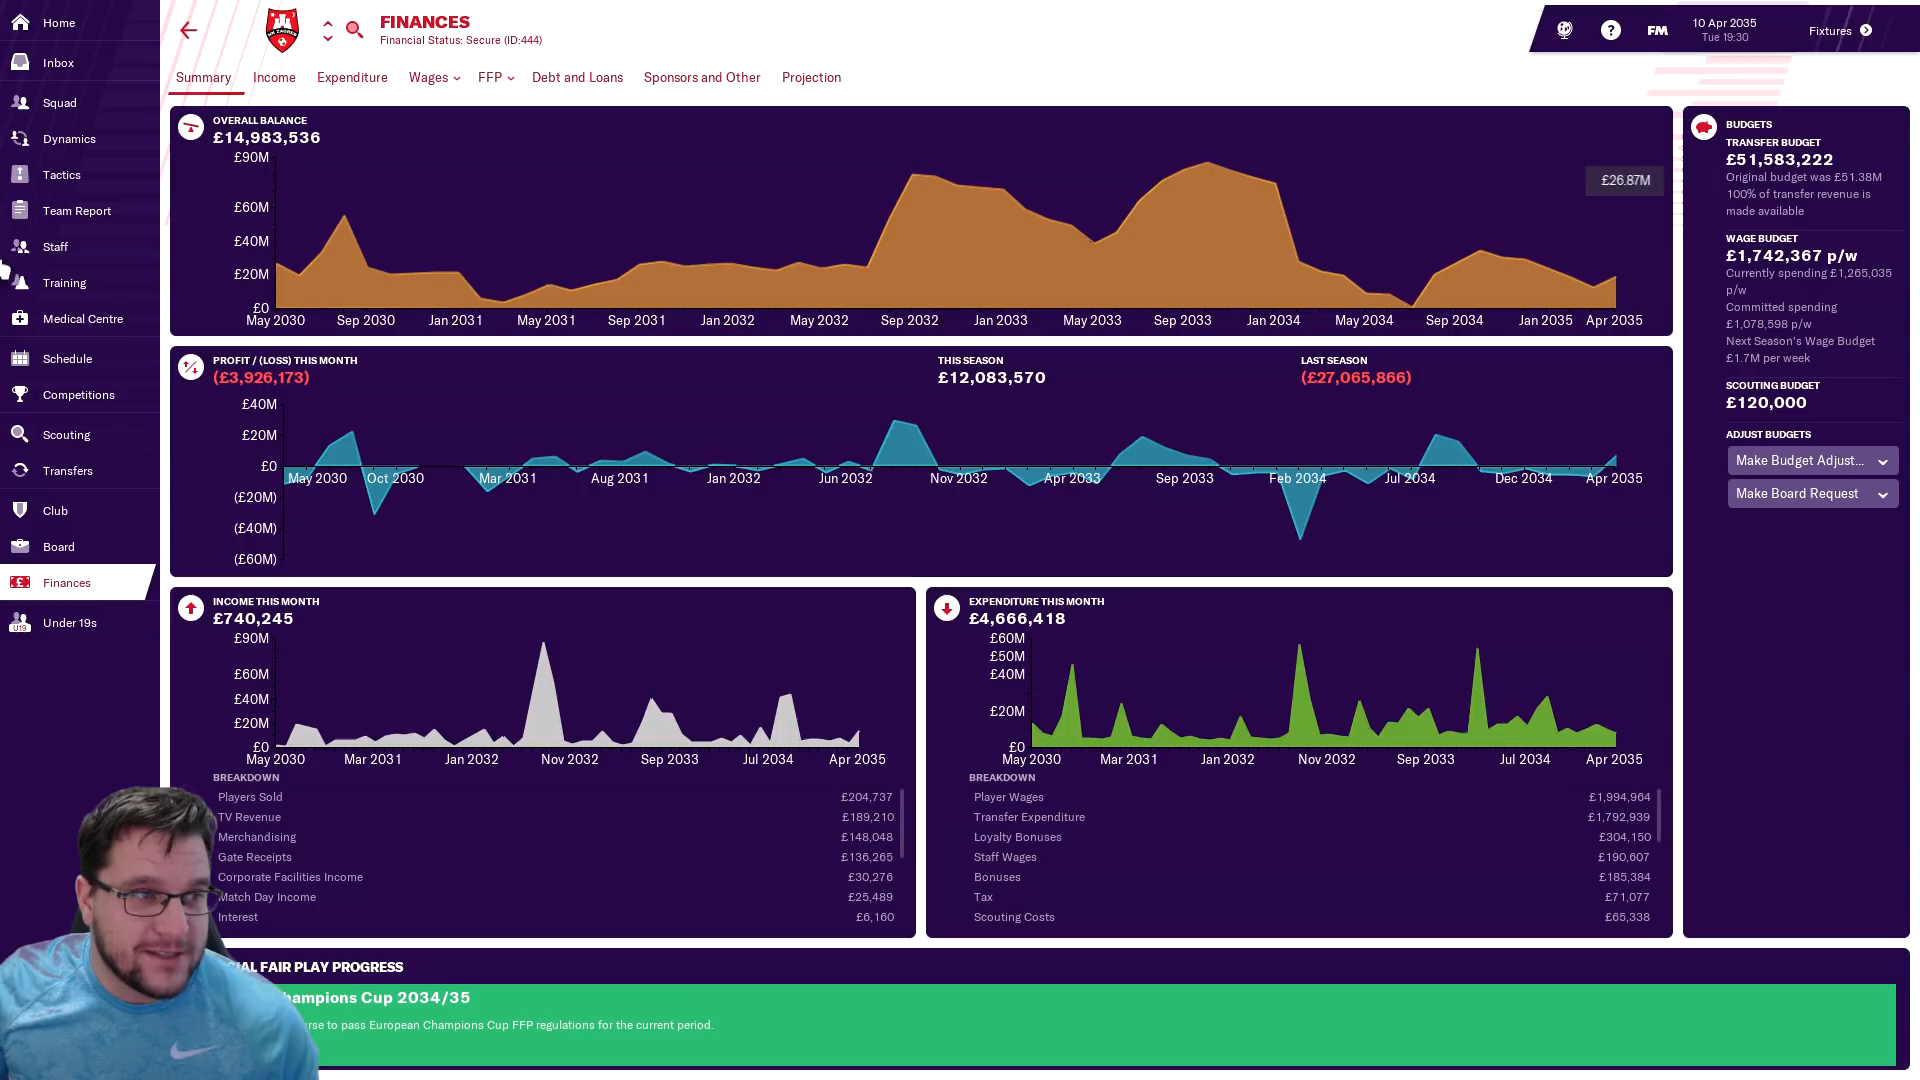 Home
Inbox
Squad
Dynamics
Tactics
Team Report
Staff
Training
Medical Centre
Schedule
Competitions
Scouting
Transfers
Club
Board
Finances
Under 19s
U19
FINANCES
Financial Status: Secure (ID:444)
FM
10 Apr 2035
Tue 19:30
Fixtures
Summary Income Expenditure Wages FFP Debt and Loans Sponsors and Other Projection
OVERALL BALANCE
£14,983,536
£90M
£60M
£40M
£20M
£0
£26.87M
May 2030 Sep 2030 Jan 2031 May 2031 Sep 2031 Jan 2032 May 2032 Sep 2032 Jan 2033 May 2033 Sep 2033 Jan 2034 May 2034 Sep 2034 Jan 2035 Apr 2035
PROFIT / (LOSS) THIS MONTH
(£3,926,173)
THIS SEASON
£12,083,570
LAST SEASON
(£27,065,866)
£40M
£20M
£0
(£20M)
(£40M)
(£60M)
May 2030 Oct 2030 Mar 2031 Aug 2031 Jan 2032 Jun 2032 Nov 2032 Apr 2033 Sep 2033 Feb 2034 Jul 2034 Dec 2034 Apr 2035
INCOME THIS MONTH
£740,245
£90M
£60M
£40M
£20M
£0
May 2030 Mar 2031 Jan 2032 Nov 2032 Sep 2033 Jul 2034 Apr 2035
BREAKDOWN
Players Sold £204,737
TV Revenue £189,210
Merchandising £148,048
Gate Receipts £136,265
Corporate Facilities Income £30,276
Match Day Income £25,489
Interest £6,160
EXPENDITURE THIS MONTH
£4,666,418
£60M
£50M
£40M
£20M
£0
May 2030 Mar 2031 Jan 2032 Nov 2032 Sep 2033 Jul 2034 Apr 2035
BREAKDOWN
Player Wages £1,994,964
Transfer Expenditure £1,792,939
Loyalty Bonuses £304,150
Staff Wages £190,607
Bonuses £185,384
Tax £71,077
Scouting Costs £65,338
BUDGETS
TRANSFER BUDGET
£51,583,222
Original budget was £51.38M
100% of transfer revenue is
made available
WAGE BUDGET
£1,742,367 p/w
Currently spending £1,265,035
p/w
Committed spending
£1,078,598 p/w
Next Season's Wage Budget
£1.7M per week
SCOUTING BUDGET
£120,000
ADJUST BUDGETS
Make Budget Adjust...
Make Board Request
FAIR PLAY PROGRESS
Cup 2034/35
to pass European Champions Cup FFP regulations for the current period.